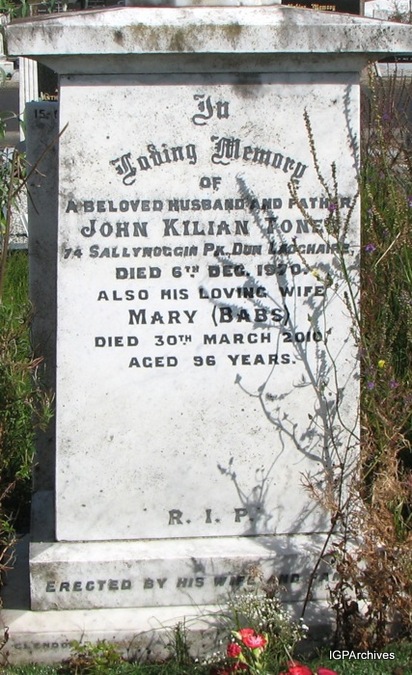 In
Loving Memory
OF
A BELOVED HUSBAND AND FATHER
JOHN KILIAN TONER
74 SALLYNOGGIN PK., DUN LAOGHAIRE,
DIED 6TH DEC. 1970.
ALSO HIS LOVING WIFE
MARY (BABS)
DIED 30TH MARCH 2010,
AGED 96 YEARS.
R. I. P.
ERECTED BY HIS WIFE AND
IGPArchives